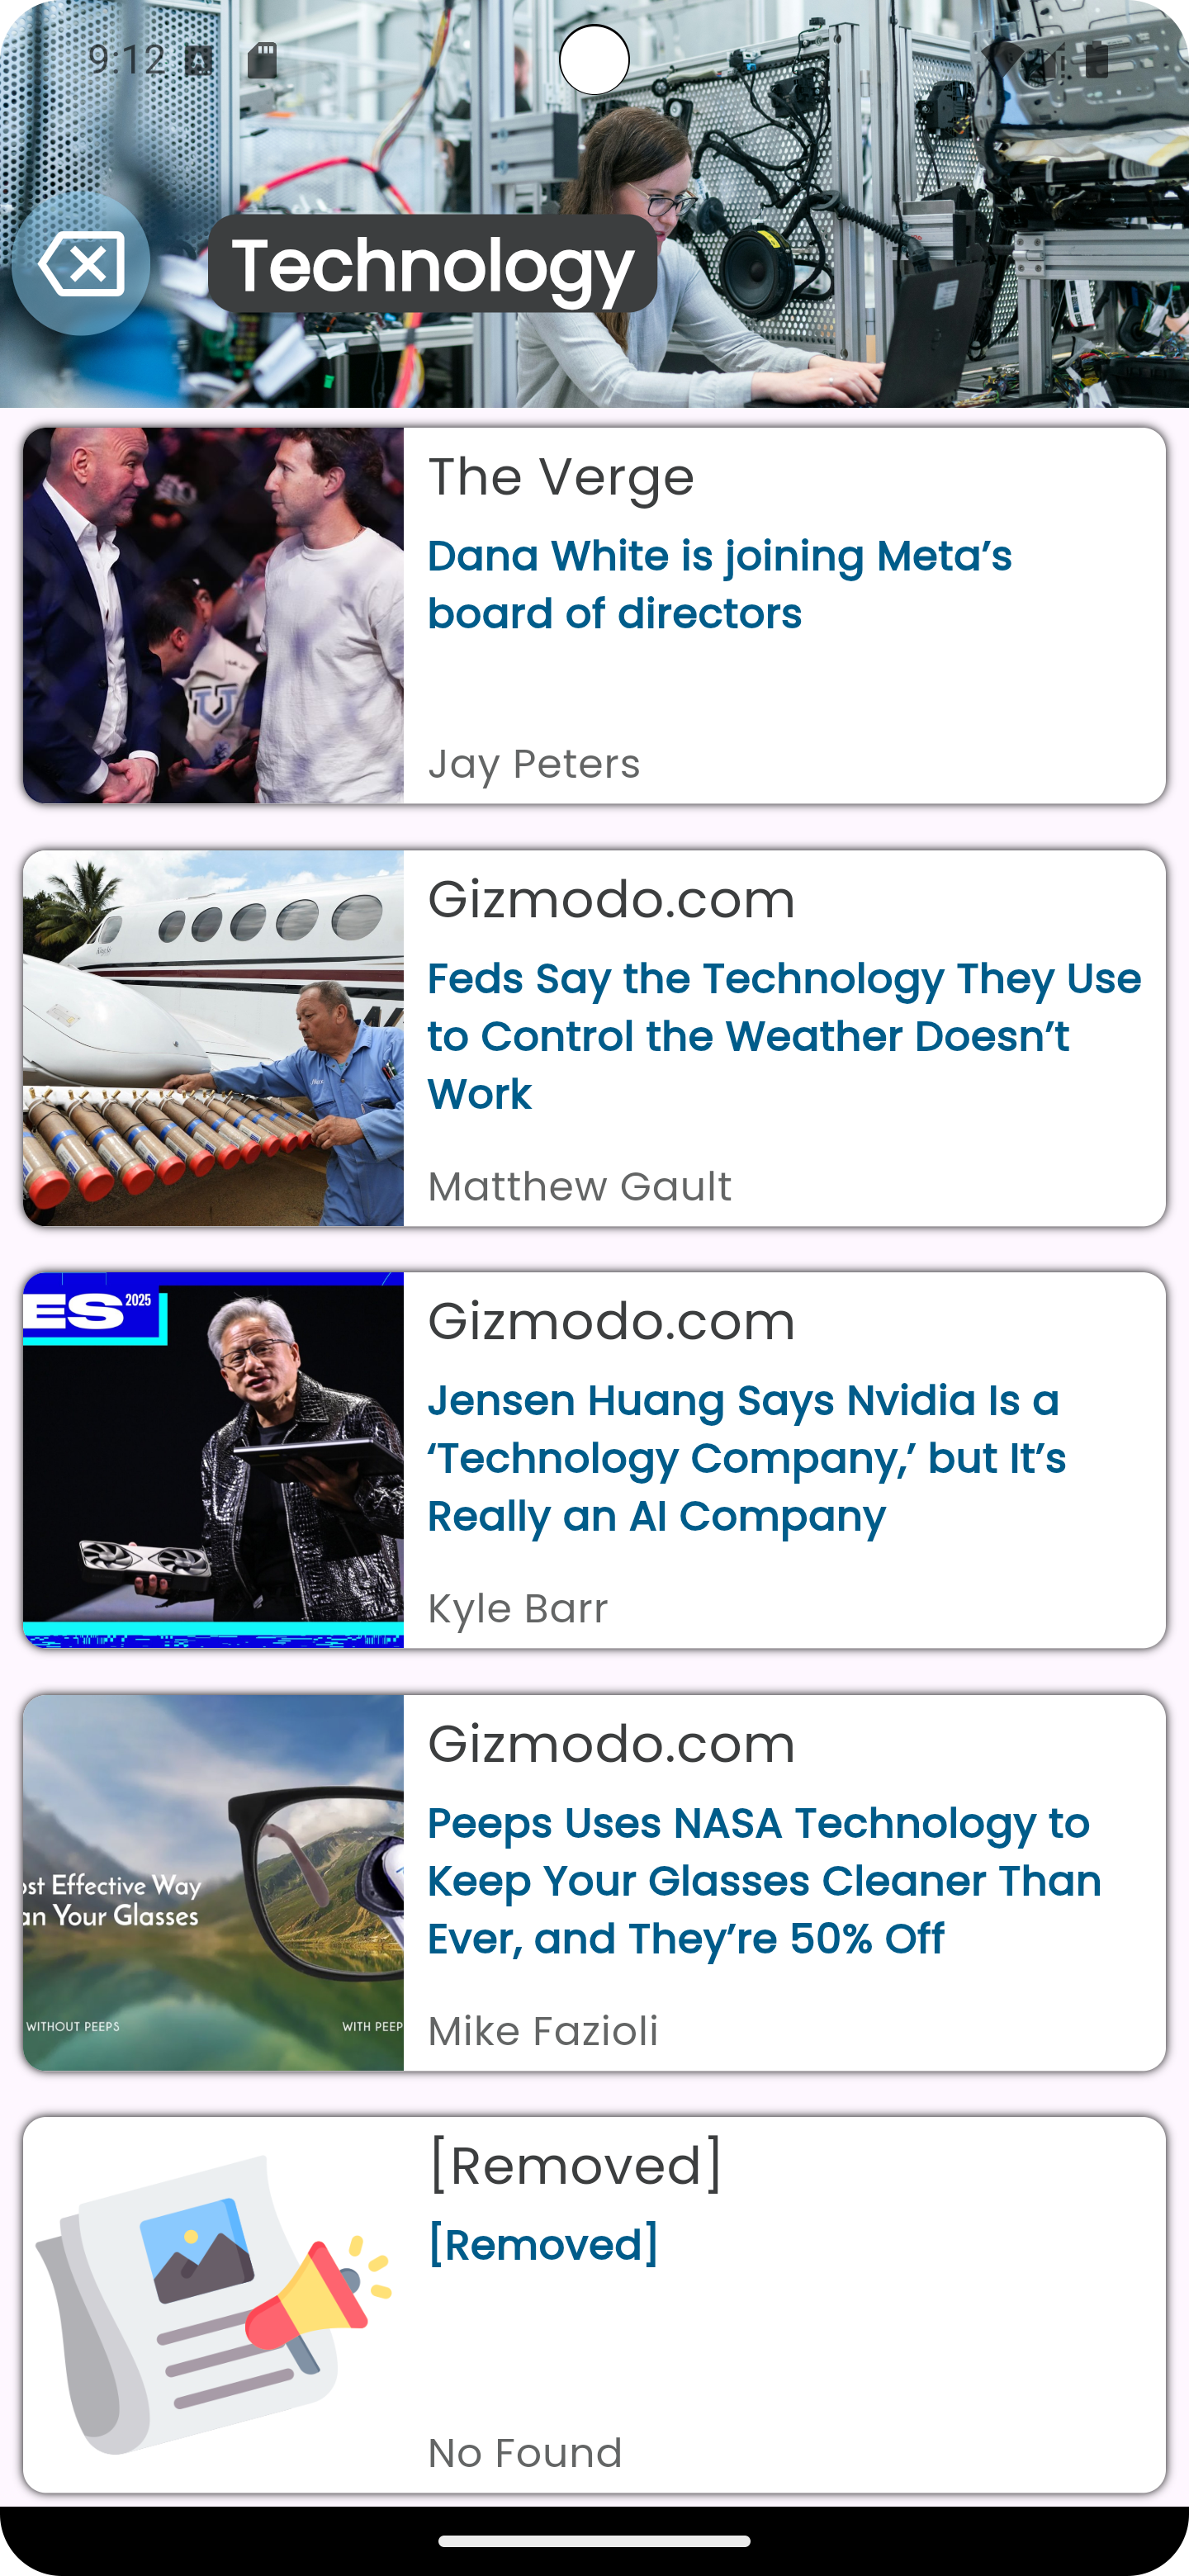 9:12
Technology
The Verge
Dana White is joining Meta’s
board of directors
Jay Peters
Gizmodo.com
Feds Say the Technology They Use
to Control the Weather Doesn’t
Work
Matthew Gault
ES 2025
Gizmodo.com
Jensen Huang Says Nvidia Is a
‘Technology Company,’ but It’s
Really an AI Company
Kyle Barr
Gizmodo.com
Peeps Uses NASA Technology to
Keep Your Glasses Cleaner Than
Ever, and They’re 50% Off
Mike Fazioli
ost Effective Way
an Your Glasses
WITHOUT PEEPS
WITH PEEP
[Removed]
[Removed]
No Found